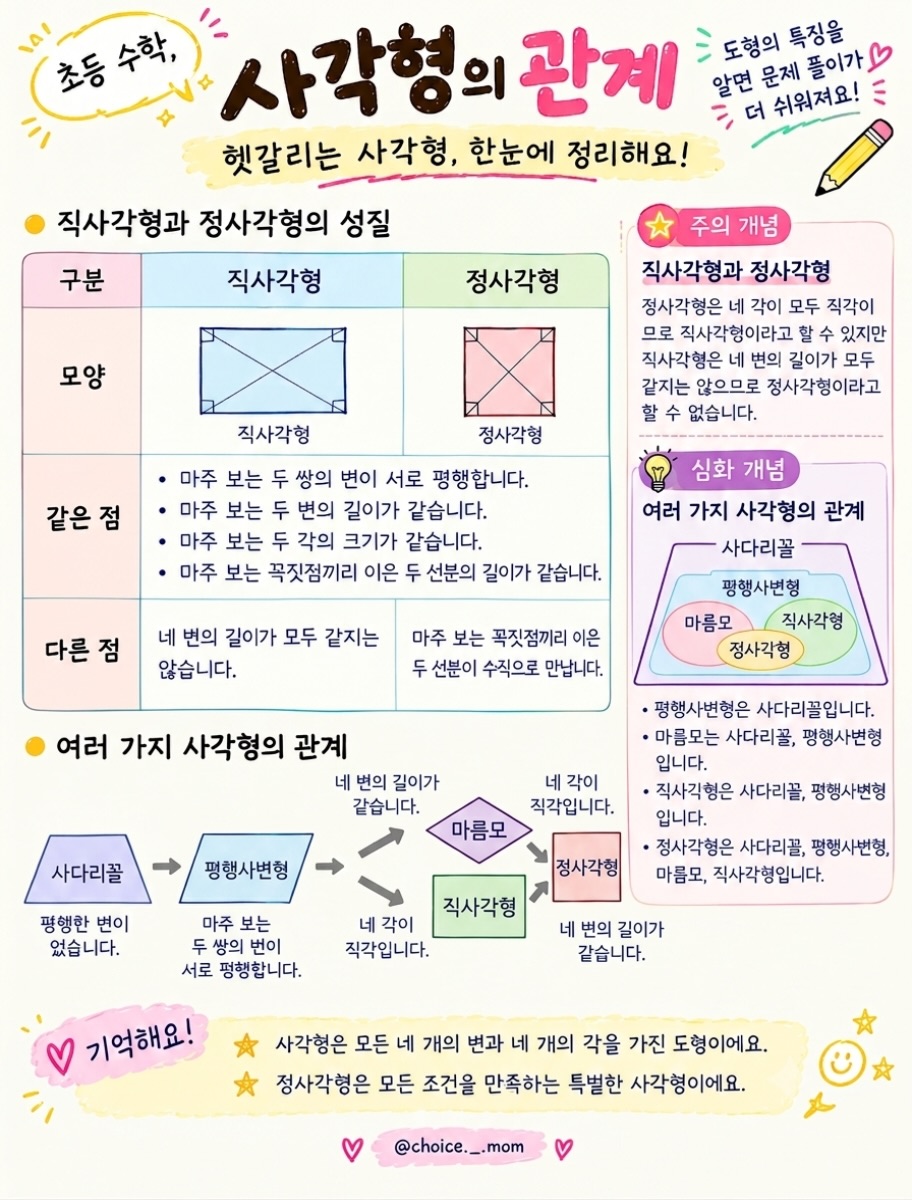 초등 수학,
사각형의 관계
도형의 특징을
알면 문제 플이가
더 쉬워져요!
헷갈리는 사각형, 한눈에 정리해요!
직사각형과 정사각형의 성질
구분 직사각형 정사각형
모양
직사각형 정사각형
같은 점
• 마주 보는 두 쌍의 변이 서로 평행합니다.
• 마주 보는 두 변의 길이가 같습니다.
• 마주 보는 두 각의 크기가 같습니다.
• 마주 보는 꼭짓점끼리 이은 두 선분의 길이가 같습니다.
다른 점
네 변의 길이가 모두 같지는
않습니다.
마주 보는 꼭짓점끼리 이은
두 선분이 수직으로 만납니다.
주의 개념
직사각형과 정사각형
정사각형은 네 각이 모두 직각이
므로 직사각형이라고 할 수 있지만
직사각형은 네 변의 길이가 모두
같지는 않으므로 정사각형이라고
할 수 없습니다.
심화 개념
여러 가지 사각형의 관계
사다리꼴
평행사변형
마름모
직사각형
정사각형
• 평행사변형은 사다리꼴입니다.
• 마름모는 사다리꼴, 평행사변형
입니다.
• 직사긱형은 사다리꼴, 평행사변형
입니다.
• 정사각형은 사다리꼴, 평행사변형,
마름모, 직사각형입니다.
여러 가지 사각형의 관계
사다리꼴
평행한 변이
었습니다.
평행사변형
마주 보는
두 쌍의 번이
서로 평행합니다.
네 변의 길이가
같습니다.
마름모
네 각이
직각입니다.
네 각이
직각입니다.
직사각형
정사각형
네 변의 길이가
같습니다.
기억해요!
사각형은 모든 네 개의 변과 네 개의 각을 가진 도형이에요.
정사각형은 모든 조건을 만족하는 특벌한 사각형이에요.
@choice._.mom